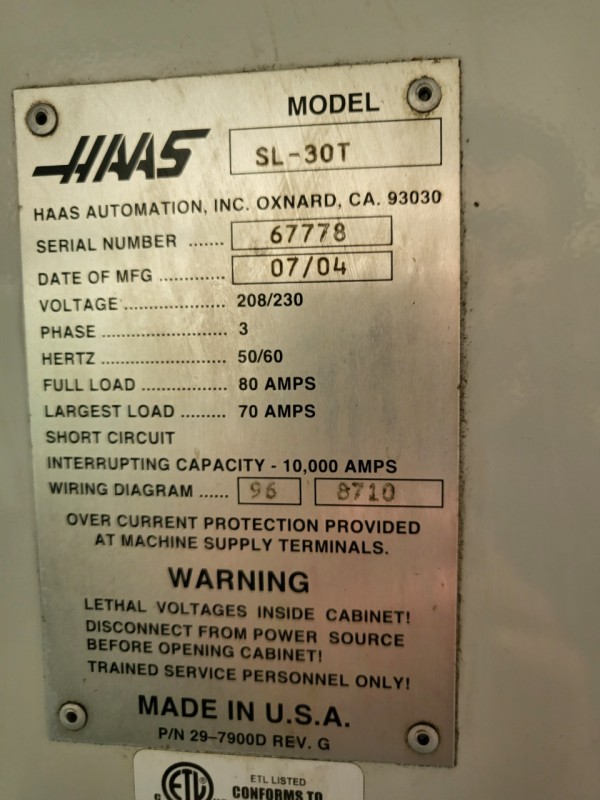 MODEL
HAAS
SL-30T
HAAS AUTOMATION, INC. OXNARD, CA. 93030
SERIAL NUMBER ...... 67778
DATE OF MFG ............ 07/04
VOLTAGE .................. 208/230
PHASE ...................... 3
HERTZ ...................... 50/60
FULL LOAD ............... 80 AMPS
LARGEST LOAD ......... 70 AMPS
SHORT CIRCUIT
INTERRUPTING CAPACITY - 10,000 AMPS
WIRING DIAGRAM ...... 96 8710
OVER CURRENT PROTECTION PROVIDED
AT MACHINE SUPPLY TERMINALS.
WARNING
LETHAL VOLTAGES INSIDE CABINET!
DISCONNECT FROM POWER SOURCE
BEFORE OPENING CABINET!
TRAINED SERVICE PERSONNEL ONLY!
MADE IN U.S.A.
P/N 29-7900D REV. G
ETL
ETL LISTED
CONFORMS TO